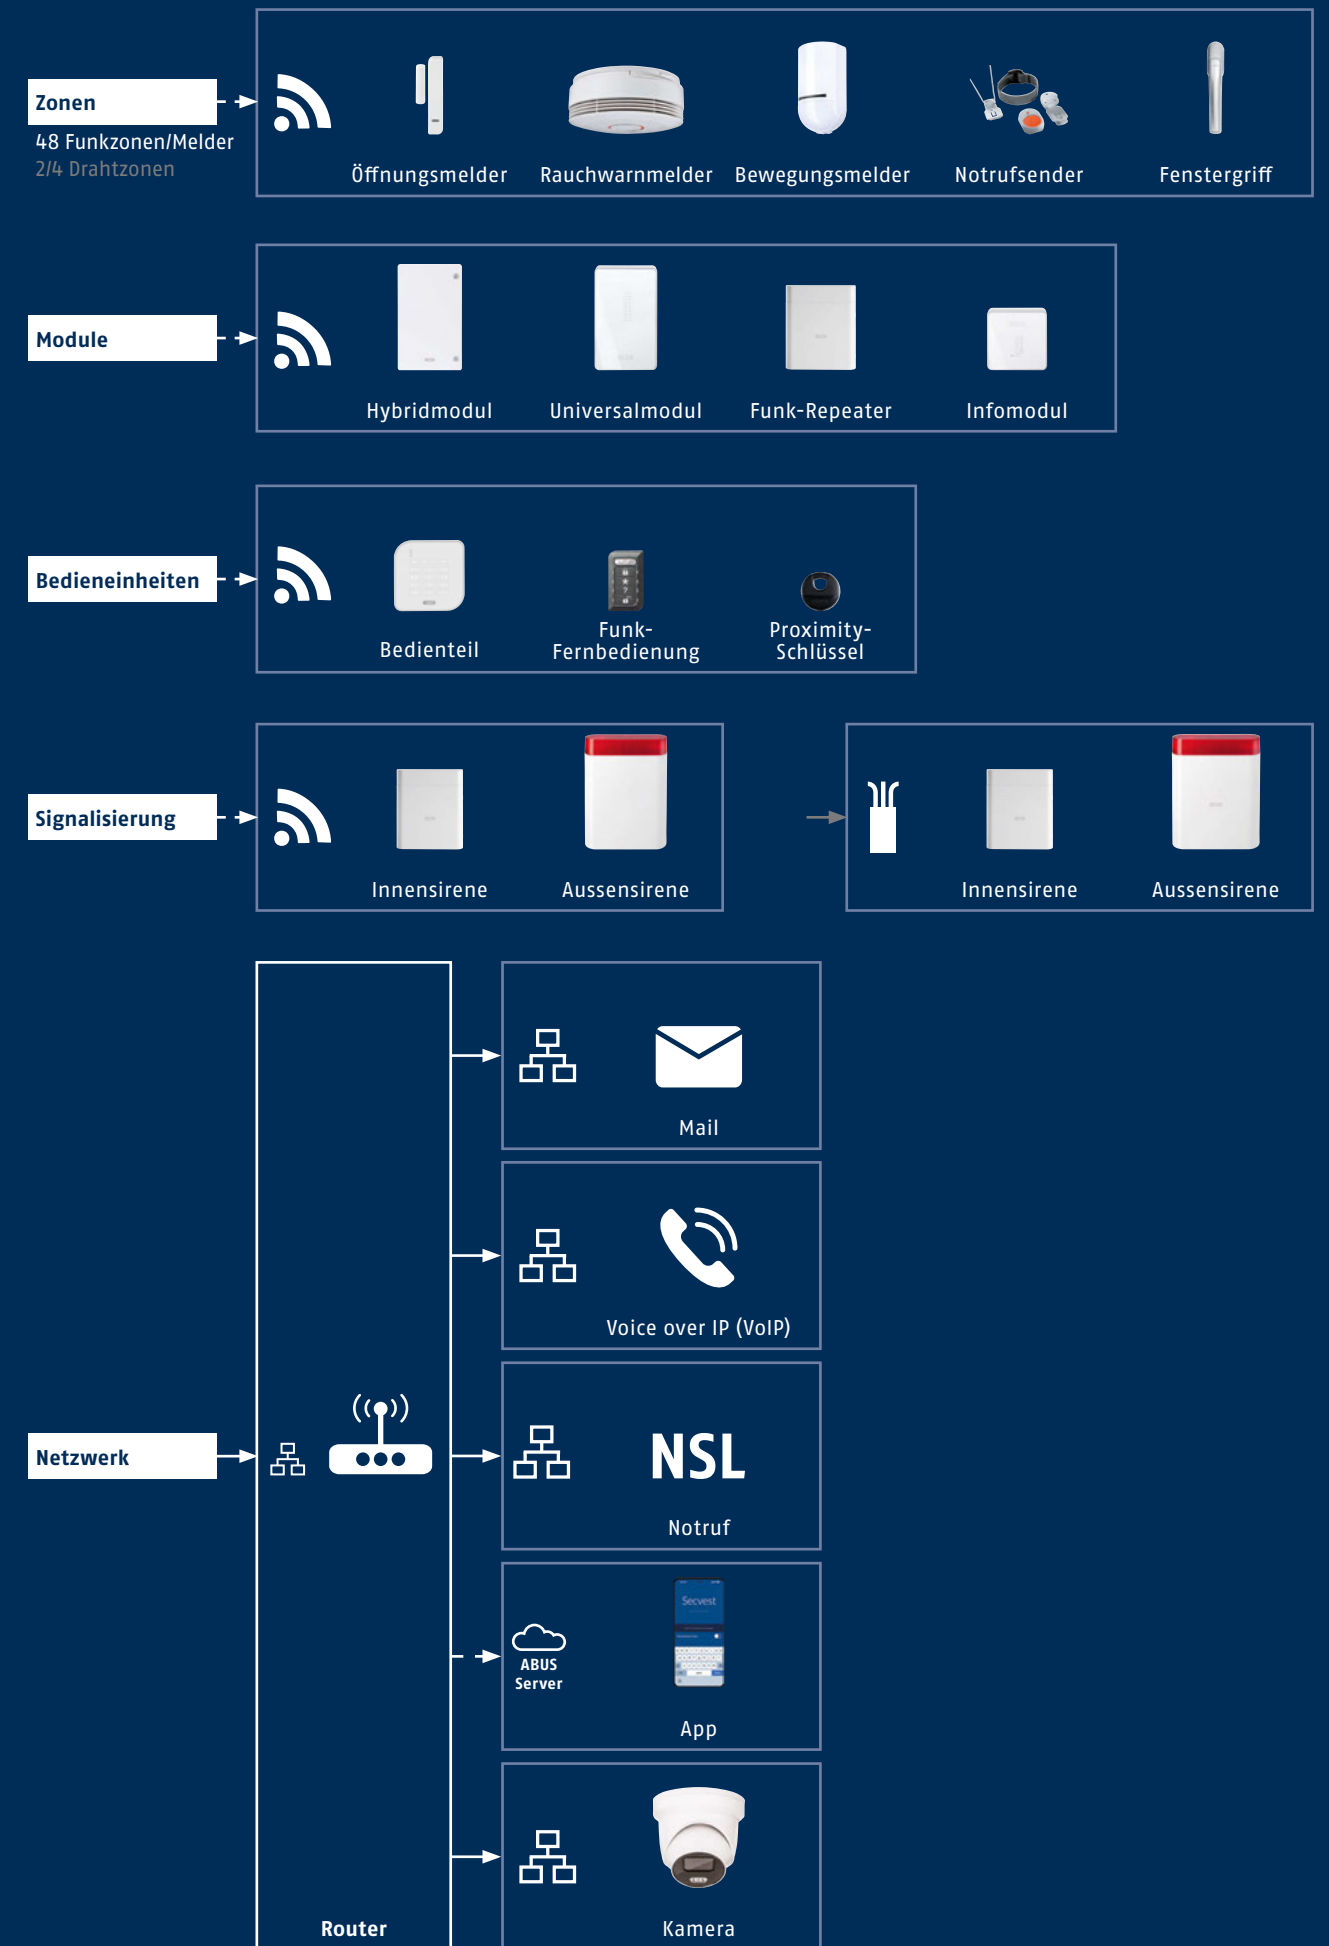 Zonen
48 Funkzonen/Melder
2/4 Drahtzonen
Öffnungsmelder
Rauchwarnmelder
Bewegungsmelder
Notrufsender
Fenstergriff
Module
Hybridmodul
Universalmodul
Funk-Repeater
Infomodul
Bedieneinheiten
Bedienteil
Funk-
Fernbedienung
Proximity-
Schlüssel
Signalisierung
Innensirene
Aussensirene
Innensirene
Aussensirene
Mail
Voice over IP (VoIP)
Netzwerk
NSL
Notruf
Secvest
ABUS
Server
App
Router
Kamera